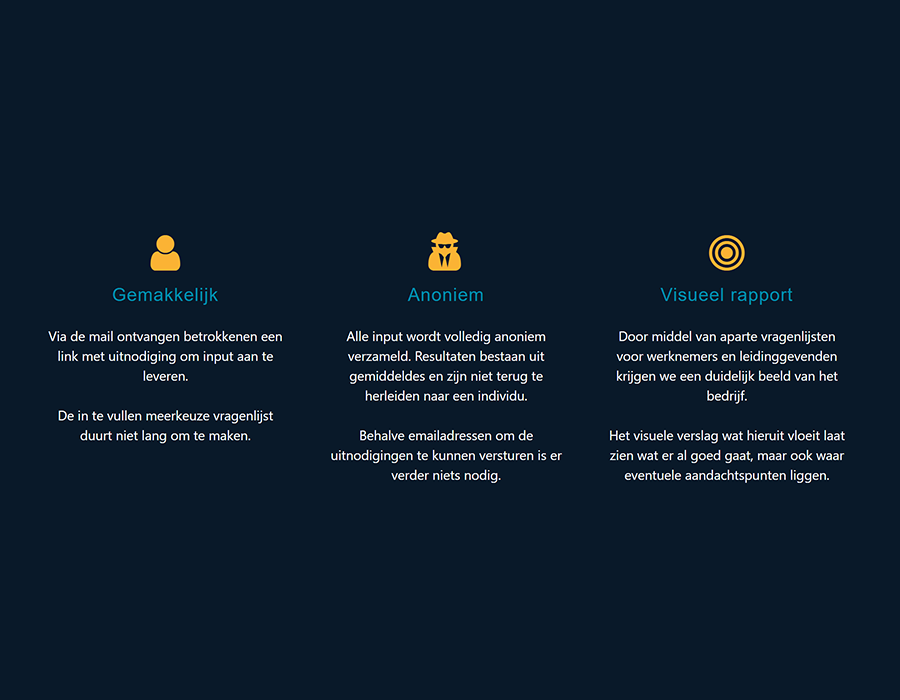 Gemakkelijk
Via de mail ontvangen betrokkenen een
link met uitnodiging om input aan te
leveren.
De in te vullen meerkeuze vragenlijst
duurt niet lang om te maken.
Anoniem
Alle input wordt volledig anoniem
verzameld. Resultaten bestaan uit
gemiddeldes en zijn niet terug te
herleiden naar een individu.
Behalve emailadressen om de
uitnodigingen te kunnen versturen is er
verder niets nodig.
Visueel rapport
Door middel van aparte vragenlijsten
voor werknemers en leidinggevenden
krijgen we een duidelijk beeld van het
bedrijf.
Het visuele verslag wat hieruit vloeit laat
zien wat er al goed gaat, maar ook waar
eventuele aandachtspunten liggen.